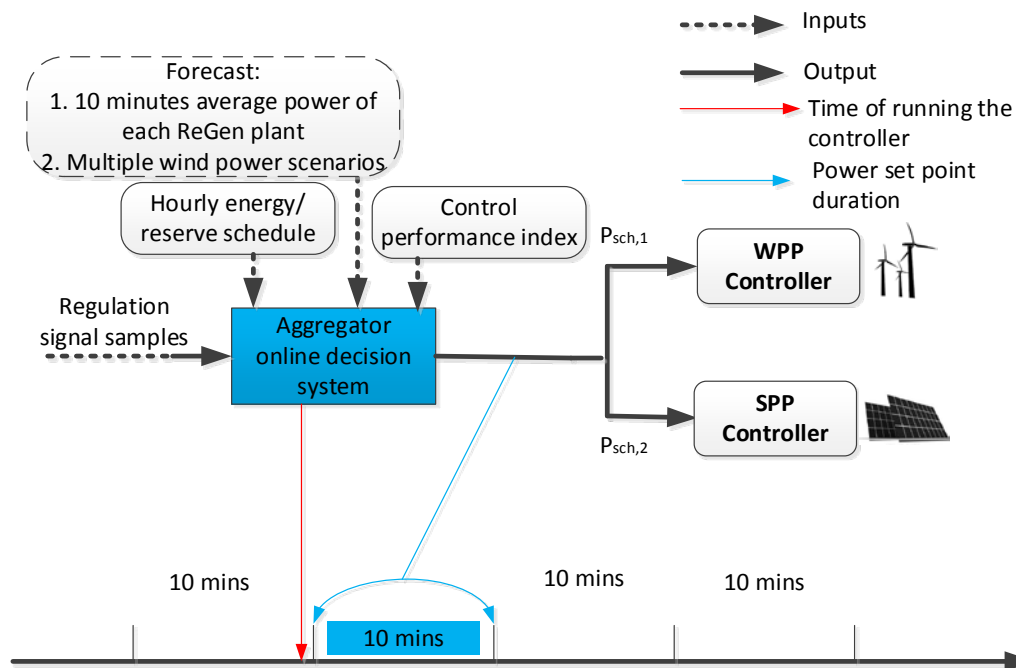 Inputs
Output
Time of running the
controller
Power set point
duration
Forecast:
1. 10 minutes average power of
each ReGen plant
2. Multiple wind power scenarios
Hourly energy/
reserve schedule
Control
performance index
Regulation
signal samples
Aggregator
online decision
system
Psch,1
WPP
Controller
Psch,2
SPP
Controller
10 mins
10 mins
10 mins
10 mins